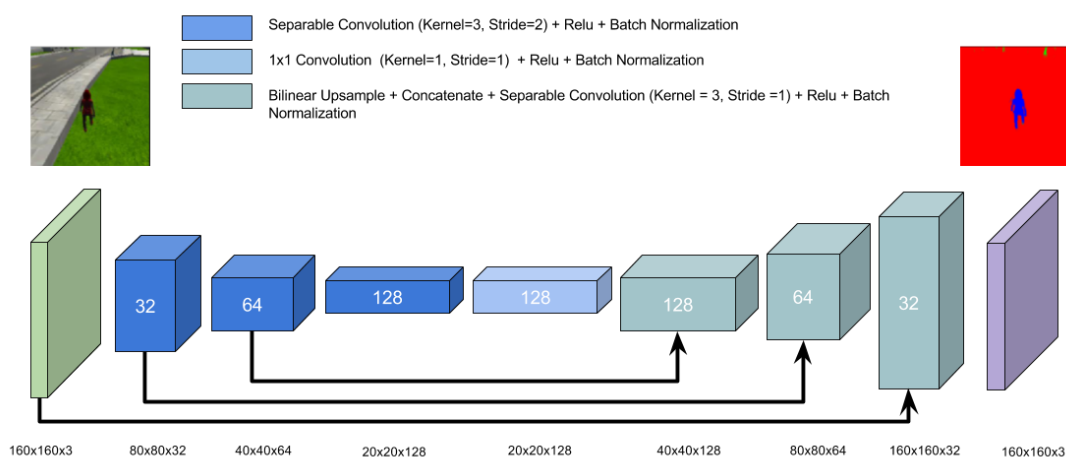 Separable Convolution (Kernel=3, Stride=2) + Relu + Batch Normalization
1x1 Convolution (Kernel=1, Stride=1) + Relu + Batch Normalization
Bilinear Upsample + Concatenate + Separable Convolution (Kernel = 3, Stride =1) + Relu + Batch
Normalization
32
64
128
128
128
64
32
160x160x3
80x80x32
40x40x64
20x20x128
20x20x128
40x40x128
80x80x64
160x160x32
160x160x3